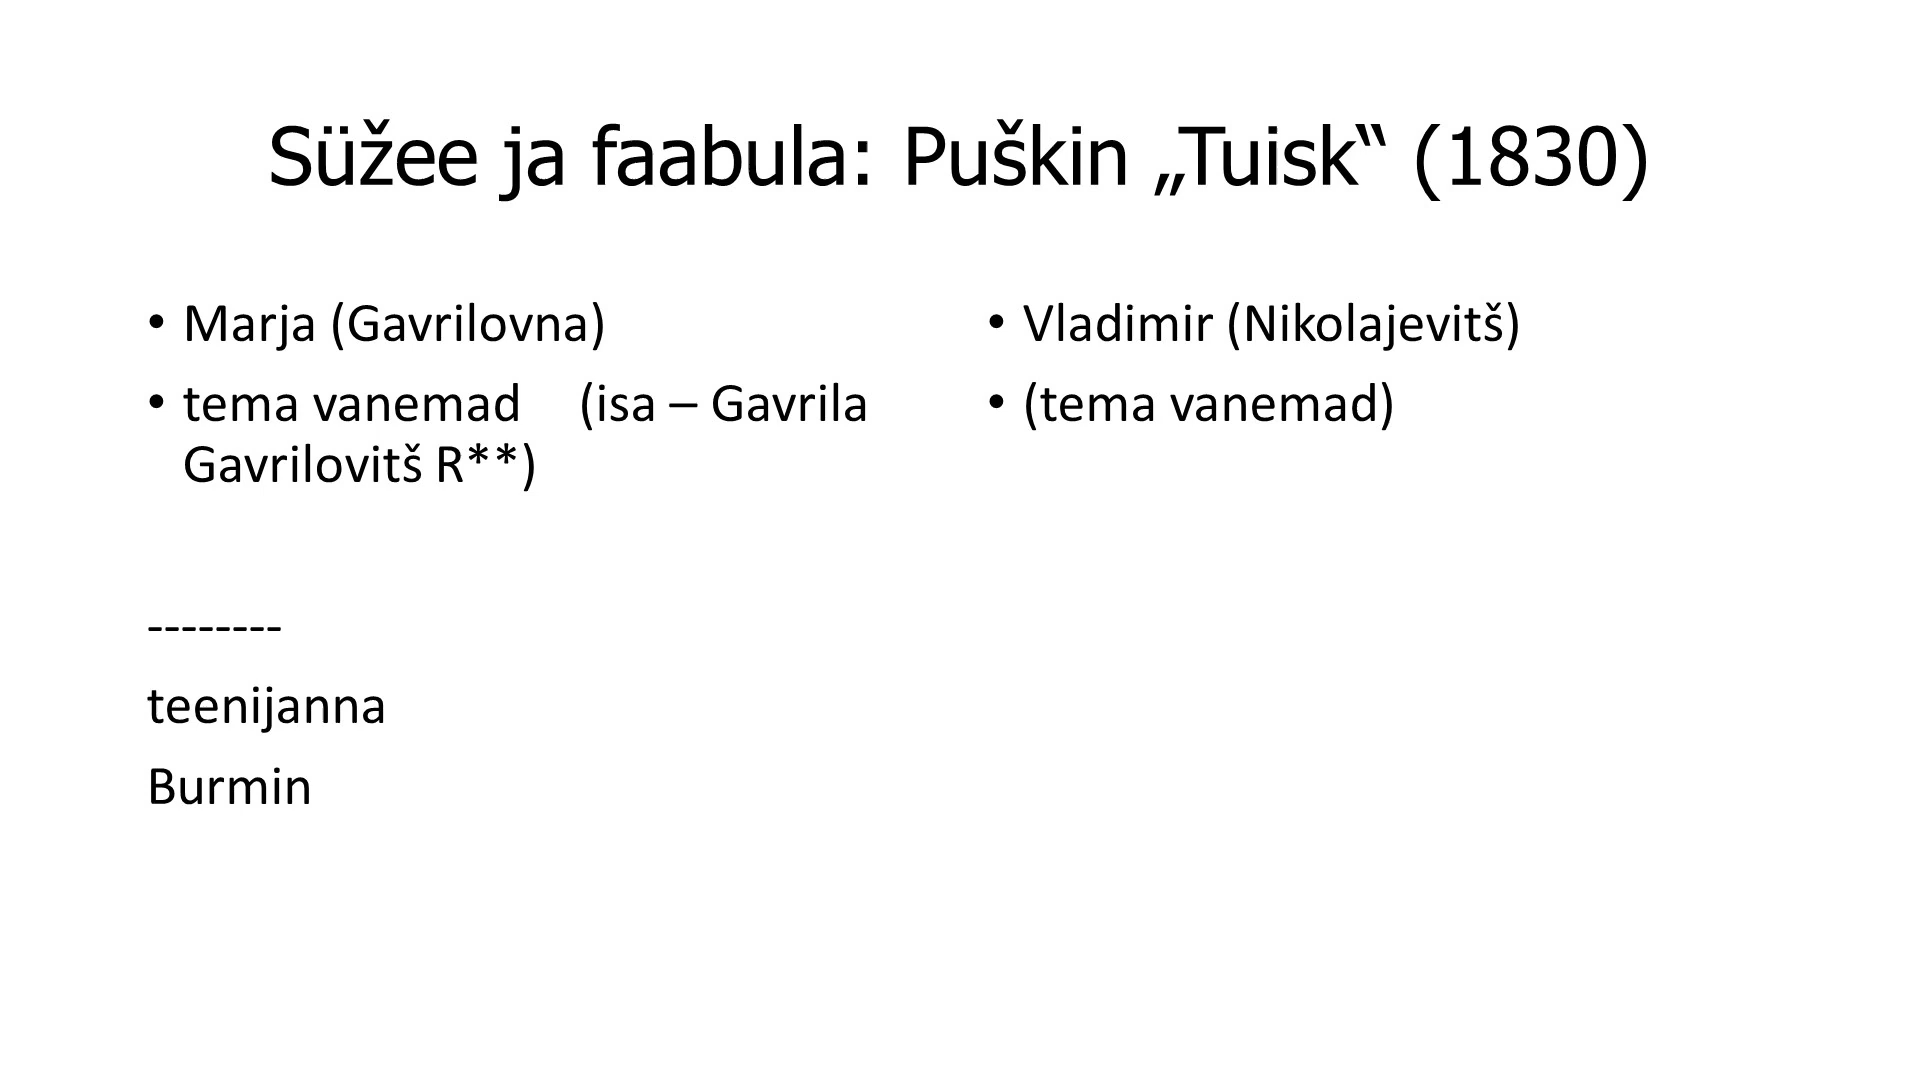 Süžee ja faabula: Puškin „Tuisk“ (1830)
• Marja (Gavrilovna)
• tema vanemad (isa – Gavrila
Gavrilovitš R**)
--------
teenijanna
Burmin
• Vladimir (Nikolajevitš)
• (tema vanemad)